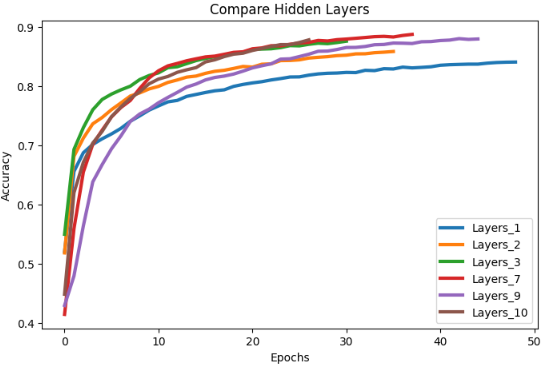 Compare Hidden Layers
Accuracy
0.9
0.8
0.7
0.6
0.5
0.4
Layers_1
Layers_2
Layers_3
Layers_7
Layers_9
Layers_10
0 10 20 30 40 50
Epochs